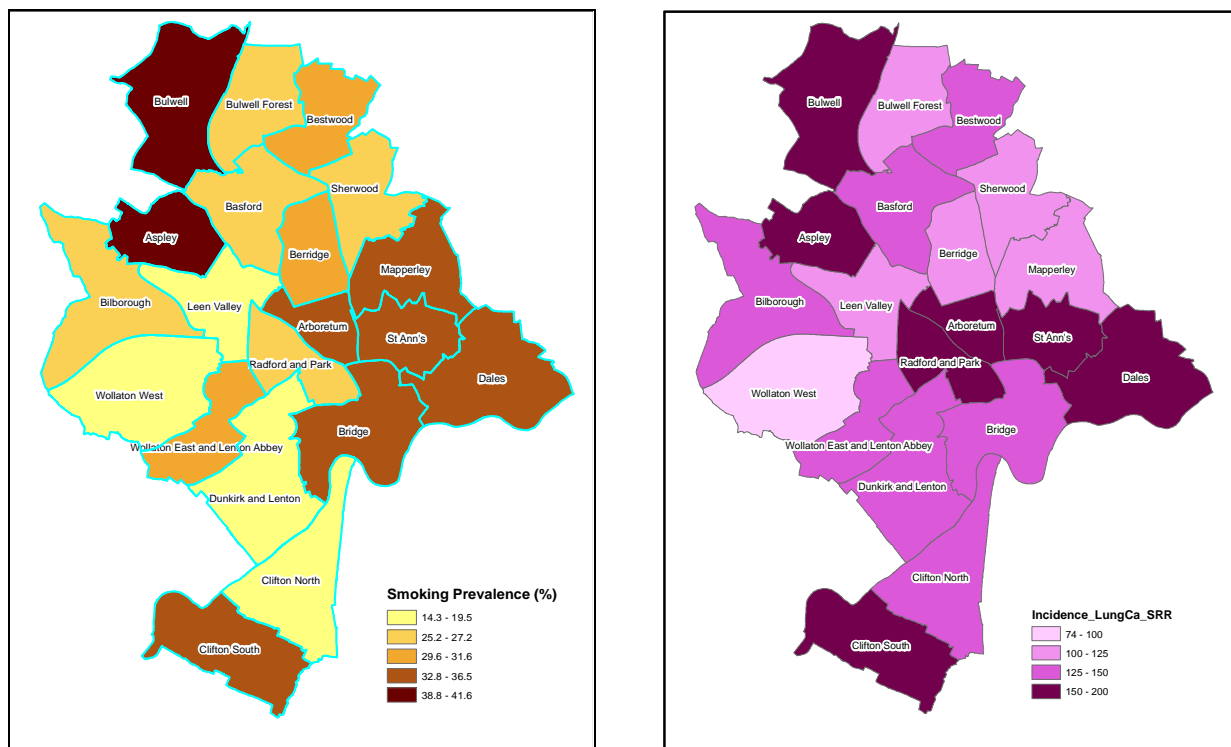 Bulwell
Bulwell Forest
Bestwood
Sherwood
Basford
Aspley
Berridge
Mapperley
Bilborough
Leen Valley
Arboretum
St Ann's
Radford and Park
Dales
Wollaton West
Bridge
Wollaton East and Lenton Abbey
Dunkirk and Lenton
Clifton North
Clifton South
Smoking Prevalence (%)
14.3 - 19.5
25.2 - 27.2
29.6 - 31.6
32.8 - 36.5
38.8 - 41.6
Bulwell
Bulwell Forest
Bestwood
Sherwood
Basford
Aspley
Berridge
Mapperley
Bilborough
Leen Valley
Arboretum
St Ann's
Radford and Park
Dales
Wollaton West
Bridge
Wollaton East and Lenton Abbey
Dunkirk and Lenton
Clifton North
Clifton South
Incidence_LungCa_SRR
74 - 100
100 - 125
125 - 150
150 - 200